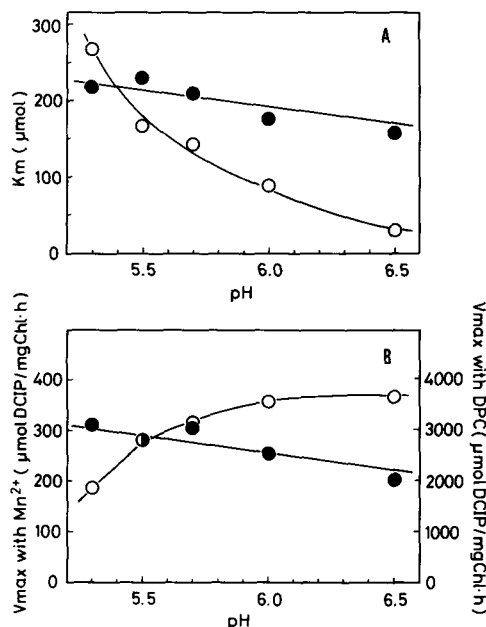 A
300
200
100
0
Km (μmol)
5.5
6.0
6.5
pH
B
400
300
200
100
0
Vmax with Mn²⁺ (μmol DCIP/mgChl·h)
4000
3000
2000
1000
0
Vmax with DPC (μmol DCIP/mgChl·h)
5.5
6.0
6.5
pH